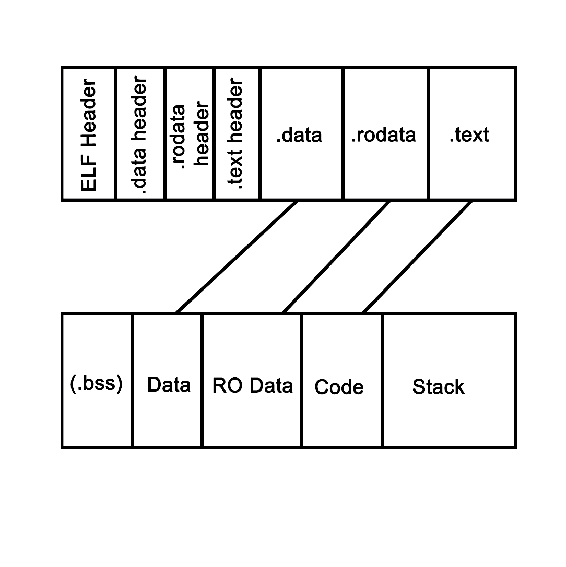 ELF Header
.data header
.rodata
header
.text header
.data
.rodata
.text
(.bss)
Data
RO Data
Code
Stack